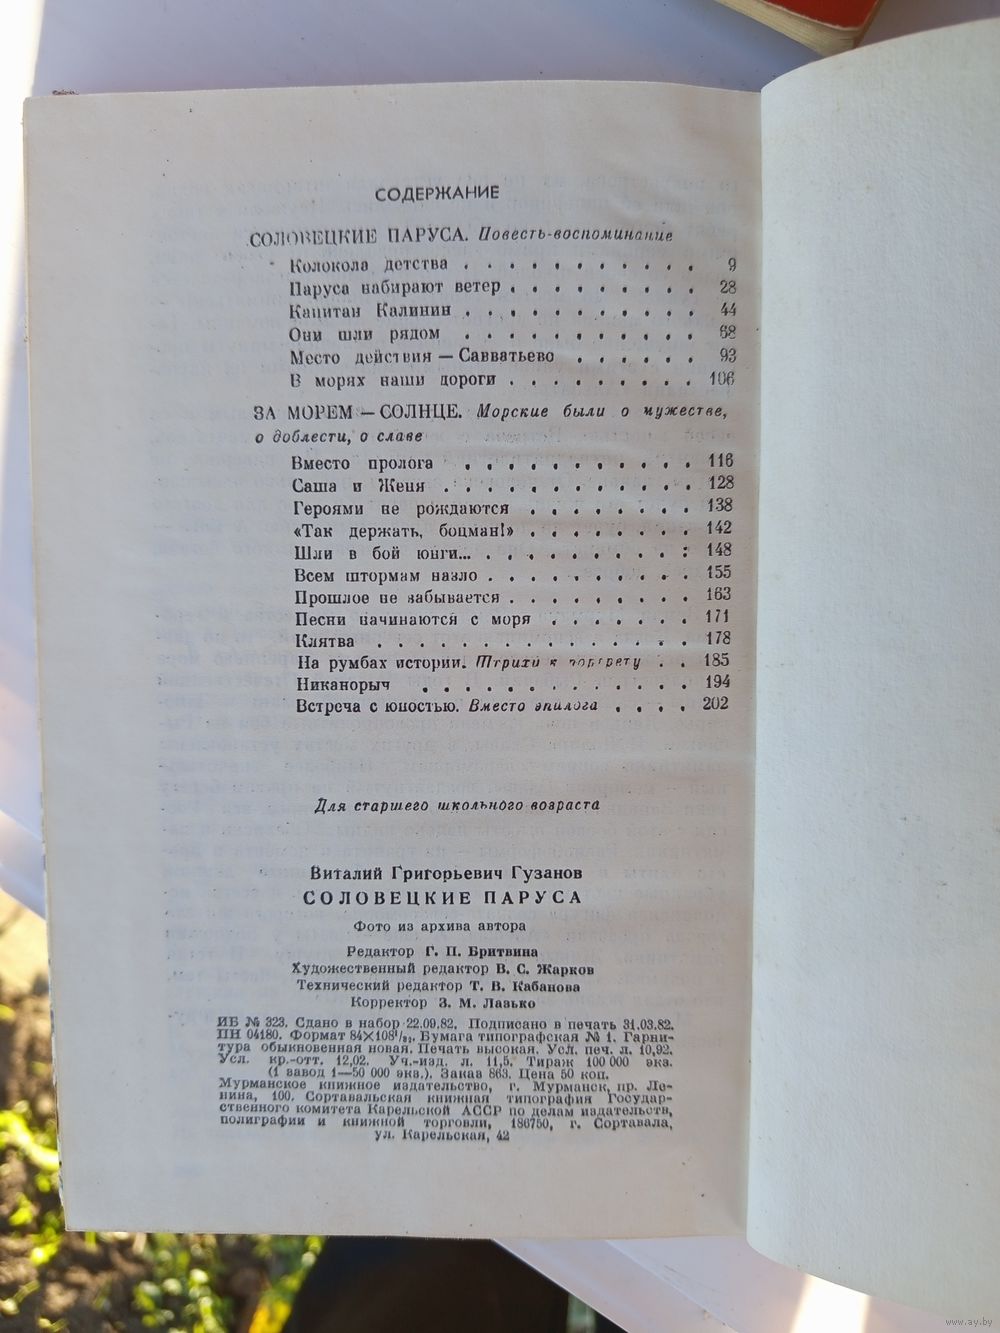 СОДЕРЖАНИЕ
СОЛОВЕЦКИЕ ПАРУСА. Повесть-воспоминание
Колокола детства . . . . . . . . . . . 9
Паруса набирают ветер . . . . . . . . . 28
Капитан Калинин . . . . . . . . . . . 44
Они шли рядом . . . . . . . . . . . 68
Место действия — Савватьево . . . . . . 93
В морях наши дороги . . . . . . . . . 106
ЗА МОРЕМ — СОЛНЦЕ. Морские были о мужестве,
о доблести, о славе
Вместо пролога . . . . . . . . . . . 116
Саша и Женя . . . . . . . . . . . . 128
Героями не рождаются . . . . . . . . 138
«Так держать, боцман!» . . . . . . . . 142
Шли в бой юнги... . . . . . . . . . . 148
Всем штормам назло . . . . . . . . . . 155
Прошлое не забывается . . . . . . . . . 163
Песни начинаются с моря . . . . . . . 171
Клятва . . . . . . . . . . . . . . 178
На румбах истории. Штрихи к портрету . . 185
Никанорыч . . . . . . . . . . . . . 194
Встреча с юностью. Вместо эпилога . . . . 202
Для старшего школьного возраста
Виталий Григорьевич Гузанов
СОЛОВЕЦКИЕ ПАРУСА
Фото из архива автора
Редактор Г. П. Бритвина
Художественный редактор В. С. Жарков
Технический редактор Т. В. Кабанова
Корректор З. М. Лазько
ИБ № 323. Сдано в набор 22.09.82. Подписано в печать 31.03.82.
ПН 04180. Формат 84×108¹/₃₂. Бумага типографская № 1. Гарни-
тура обыкновенная новая. Печать высокая. Усл. печ. л. 10,92.
Усл. кр.-отт. 12,02. Уч.-изд. л. 11,5. Тираж 100 000 экз.
(1 завод 1—50 000 экз.). Заказ 863. Цена 50 коп.
Мурманское книжное издательство, г. Мурманск, пр. Ле-
нина, 100. Сортавальская книжная типография Государ-
ственного комитета Карельской АССР по делам издательств,
полиграфии и книжной торговли, 186750, г. Сортавала,
ул. Карельская, 42
www.ay.by